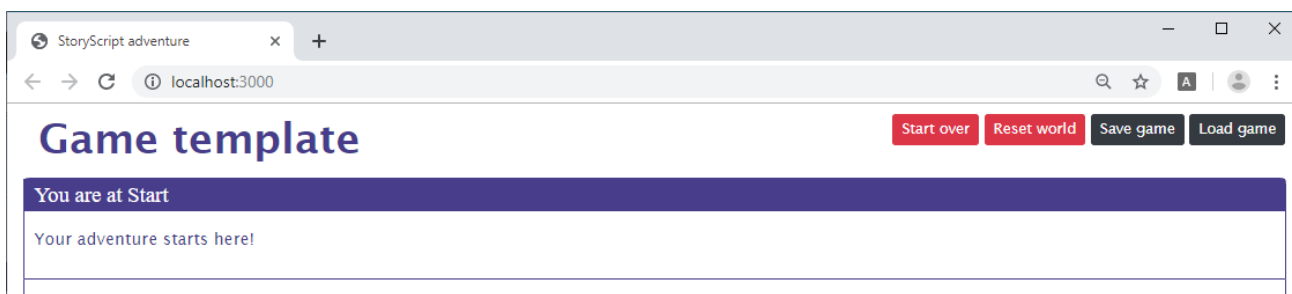 StoryScript adventure
localhost:3000
A
Game template
Start over Reset world Save game Load game
You are at Start
Your adventure starts here!